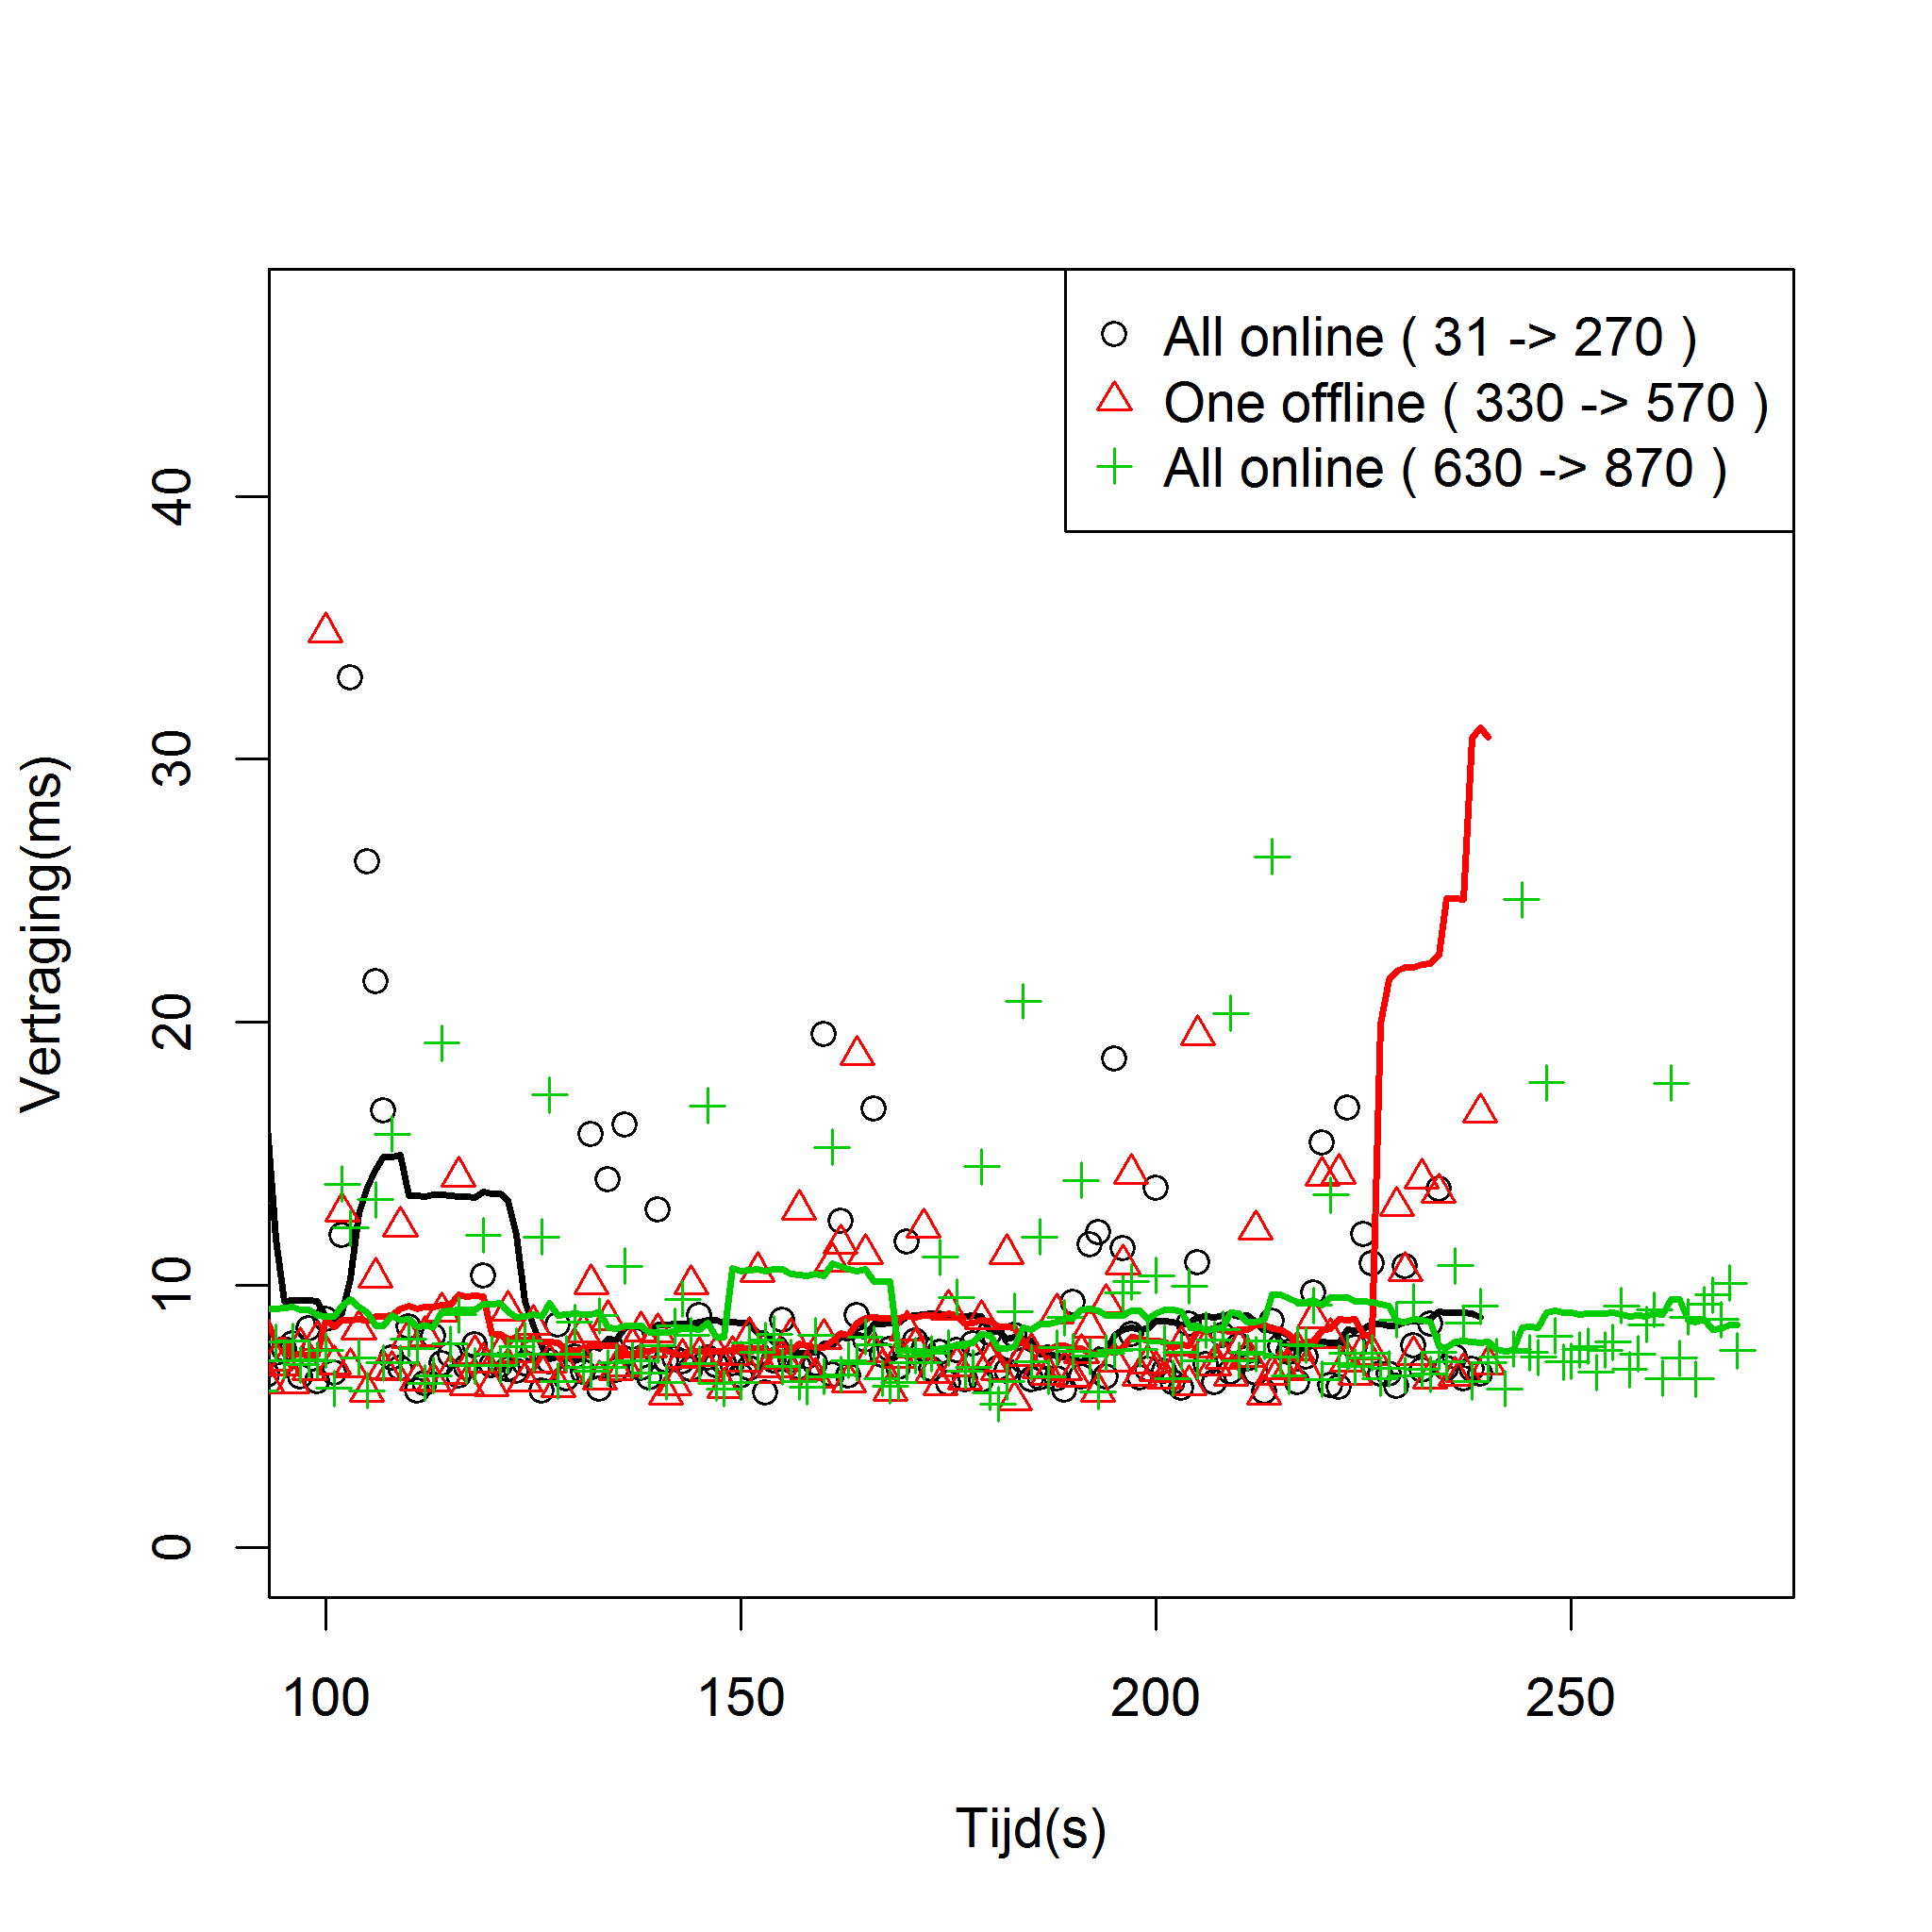 All online ( 31 -> 270 )
One offline ( 330 -> 570 )
All online ( 630 -> 870 )
40
30
20
10
0
Vertraging(ms)
100 150 200 250
Tijd(s)